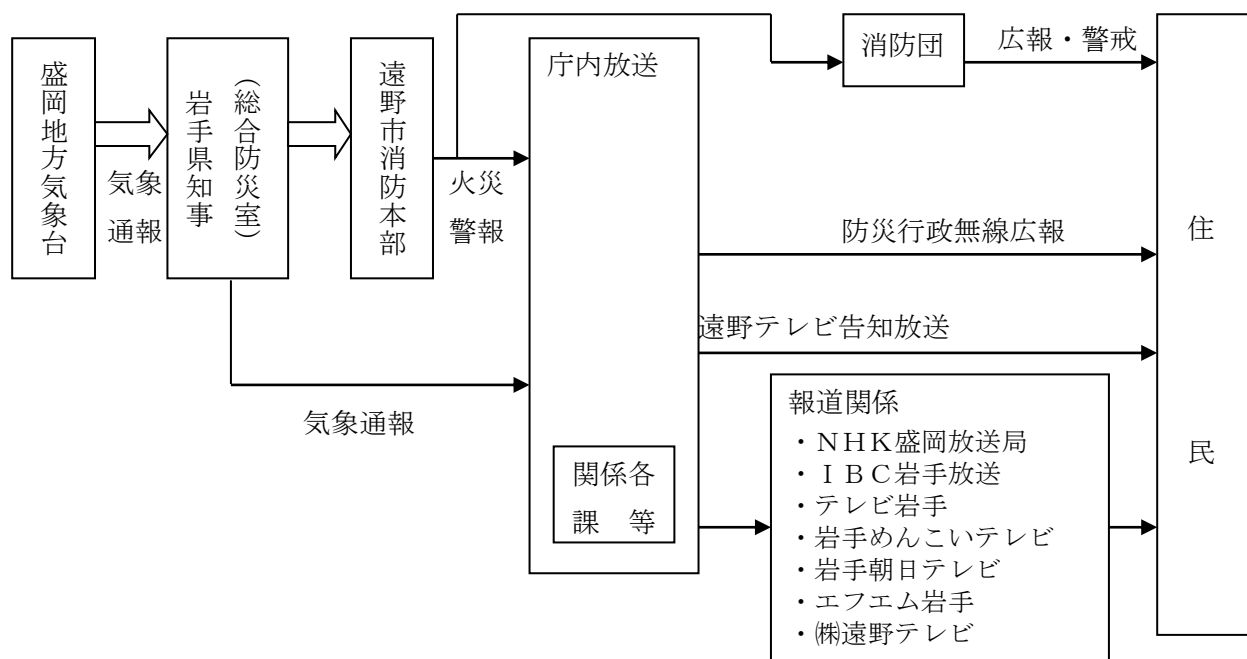 盛岡地方気象台
気象
通報
岩手県知事
（総合防災室）
遠野市消防本部
火災
警報
気象通報
庁内放送
関係各
課　等
消防団
広報・警戒
防災行政無線広報
遠野テレビ告知放送
報道関係
・ＮＨＫ盛岡放送局
・ＩＢＣ岩手放送
・テレビ岩手
・岩手めんこいテレビ
・岩手朝日テレビ
・エフエム岩手
・㈱遠野テレビ
住民